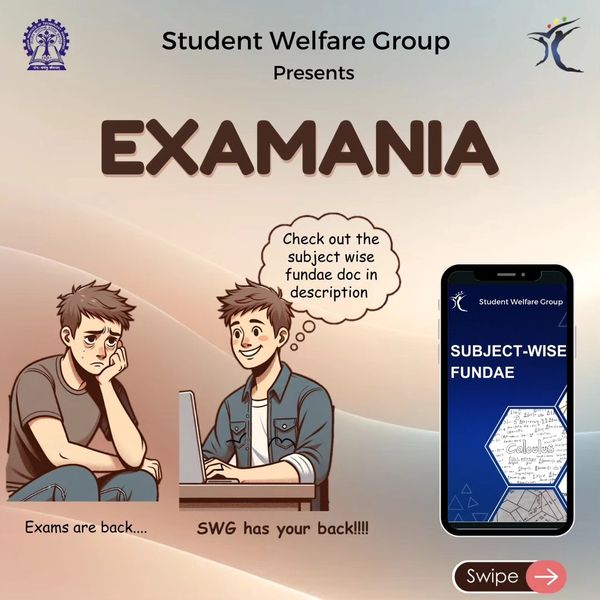 Student Welfare Group
Presents
EXAMANIA
Check out the
subject wise
fundae doc in
description
Student Welfare Group
SUBJECT-WISE
FUNDAE
Calculus
Exams are back....
SWG has your back!!!!
Swipe